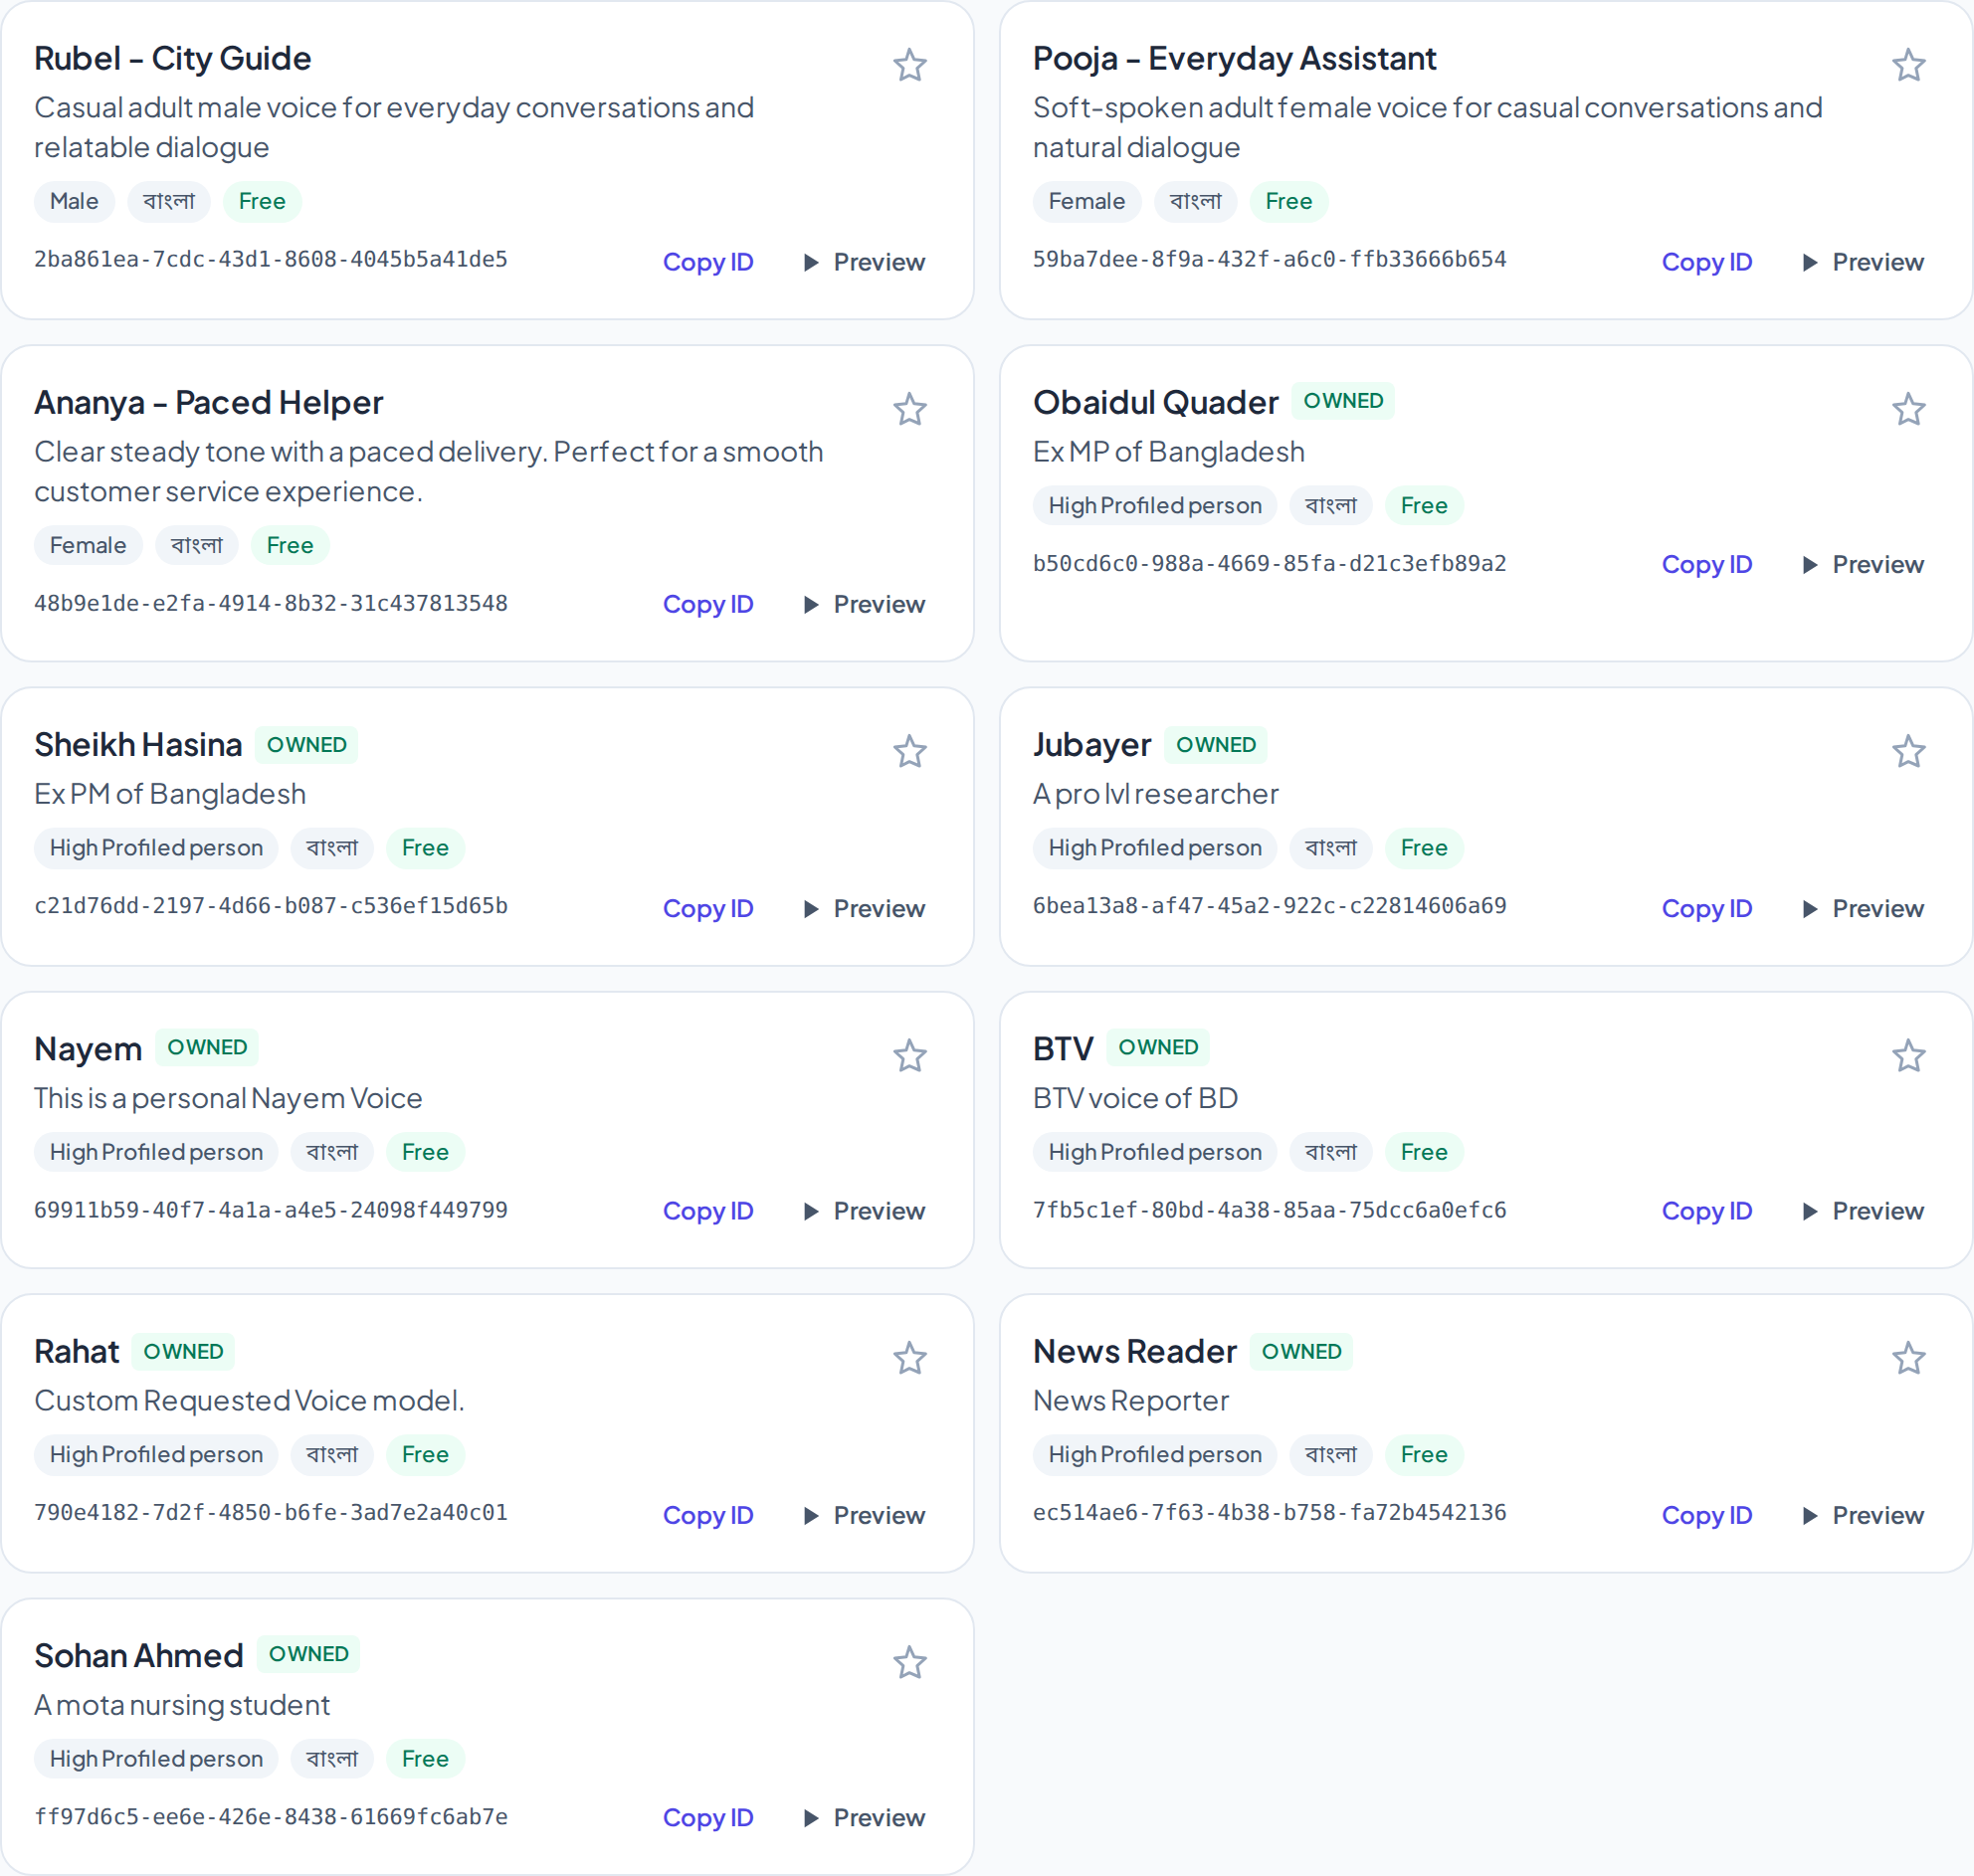 Rubel – City Guide
Casual adult male voice for everyday conversations and
relatable dialogue
Male বাংলা Free
2ba861ea-7cdc-43d1-8608-4045b5a41de5 Copy ID Preview
Pooja – Everyday Assistant
Soft-spoken adult female voice for casual conversations and
natural dialogue
Female বাংলা Free
59ba7dee-8f9a-432f-a6c0-ffb33666b654 Copy ID Preview
Ananya – Paced Helper
Clear steady tone with a paced delivery. Perfect for a smooth
customer service experience.
Female বাংলা Free
48b9e1de-e2fa-4914-8b32-31c437813548 Copy ID Preview
Obaidul Quader OWNED
Ex MP of Bangladesh
High Profiled person বাংলা Free
b50cd6c0-988a-4669-85fa-d21c3efb89a2 Copy ID Preview
Sheikh Hasina OWNED
Ex PM of Bangladesh
High Profiled person বাংলা Free
c21d76dd-2197-4d66-b087-c536ef15d65b Copy ID Preview
Jubayer OWNED
A pro lvl researcher
High Profiled person বাংলা Free
6bea13a8-af47-45a2-922c-c22814606a69 Copy ID Preview
Nayem OWNED
This is a personal Nayem Voice
High Profiled person বাংলা Free
69911b59-40f7-4a1a-a4e5-24098f449799 Copy ID Preview
BTV OWNED
BTV voice of BD
High Profiled person বাংলা Free
7fb5c1ef-80bd-4a38-85aa-75dcc6a0efc6 Copy ID Preview
Rahat OWNED
Custom Requested Voice model.
High Profiled person বাংলা Free
790e4182-7d2f-4850-b6fe-3ad7e2a40c01 Copy ID Preview
News Reader OWNED
News Reporter
High Profiled person বাংলা Free
ec514ae6-7f63-4b38-b758-fa72b4542136 Copy ID Preview
Sohan Ahmed OWNED
A mota nursing student
High Profiled person বাংলা Free
ff97d6c5-ee6e-426e-8438-61669fc6ab7e Copy ID Preview